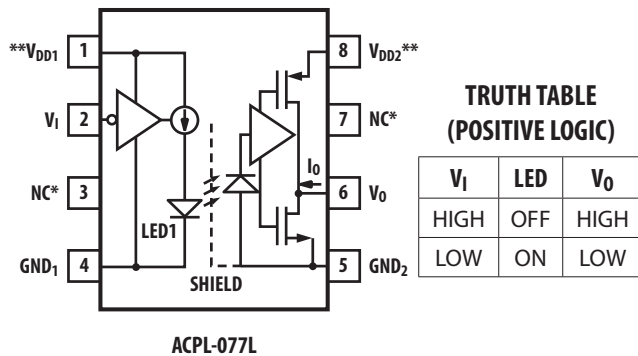 **VDD1 1
VI 2
NC* 3
GND1 4
LED1
SHIELD
IO
8 VDD2**
7 NC*
6 VO
5 GND2
ACPL-077L
TRUTH TABLE
(POSITIVE LOGIC)
VI LED VO
HIGH OFF HIGH
LOW ON LOW